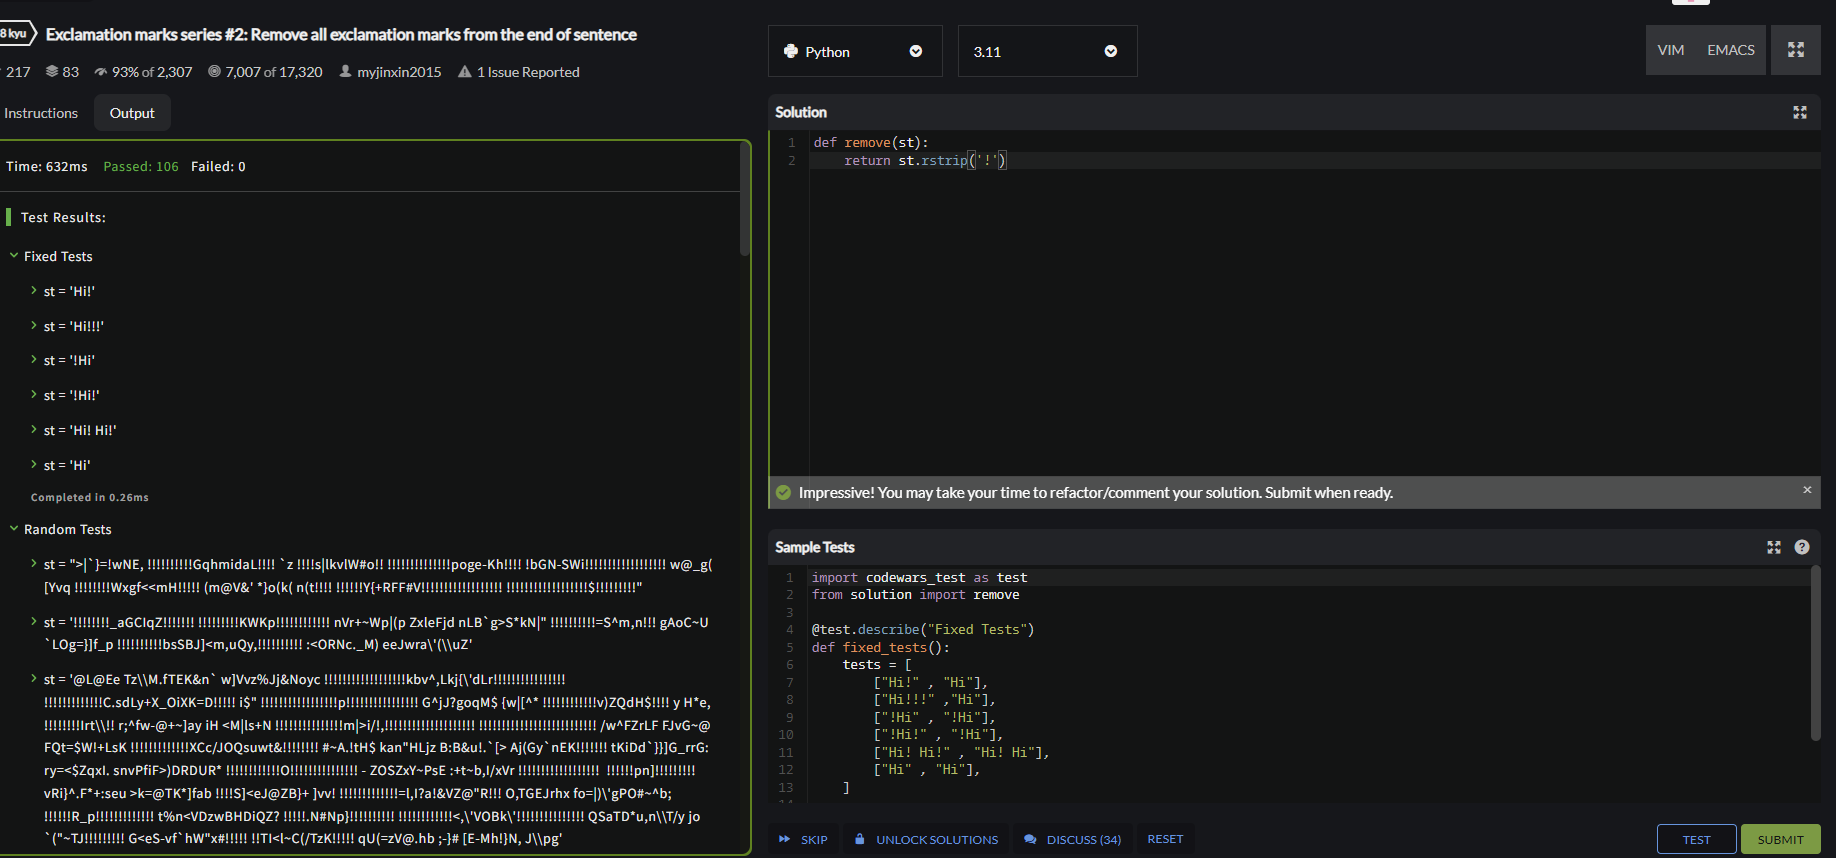 8 kyu
Exclamation marks series #2: Remove all exclamation marks from the end of sentence
217 83 93% of 2,307 7,007 of 17,320 myjinxin2015 1 Issue Reported
Instructions Output
Time: 632ms Passed: 106 Failed: 0
Test Results:
Fixed Tests
st = 'Hi!'
st = 'Hi!!!'
st = '!Hi'
st = '!Hi!'
st = 'Hi! Hi!'
st = 'Hi'
Completed in 0.26ms
Random Tests
st = ">|`}=!wNE, !!!!!!!!!!GqhmidaL!!!! `z !!!!s|lkvlW#o!! !!!!!!!!!!!!!!poge-Kh!!!! !bGN-SWi!!!!!!!!!!!!!!!!!! w@_g(
[Yvq !!!!!!!!Wxgf<<mH!!!!! (m@V&' *}o(k( n(t!!!! !!!!!!Y{+RFF#V!!!!!!!!!!!!!!!!!! !!!!!!!!!!!!!!!!!!$!!!!!!!!!"
st = '!!!!!!!!_aGCIqZ!!!!!!! !!!!!!!!!KWKp!!!!!!!!!!!! nVr+~Wp|(p ZxleFjd nLB`g>S*kN|" !!!!!!!!!!=S^m,n!!! gAoC~U
`LOg=}]f_p !!!!!!!!!!bsSBJ]<m,uQy,!!!!!!!!!! :<ORNc._M) eeJwra\'(\\uZ'
st = '@L@Ee Tz\\M.fTEK&n` w]Vvz%Jj&Noyc !!!!!!!!!!!!!!!!!!kbv^,Lkj{\'dLr!!!!!!!!!!!!!!!!
!!!!!!!!!!!!!C.sdLy+X_OiXK=D!!!!! i$" !!!!!!!!!!!!!!!!!p!!!!!!!!!!!!!!!! G^jJ?goqM$ {w|[^* !!!!!!!!!!!!v)ZQdH$!!!! y H*e,
!!!!!!!!Irt\\!! r;^fw-@+~]ay iH <M|ls+N !!!!!!!!!!!!!!!m|>i/!,!!!!!!!!!!!!!!!!!!!! !!!!!!!!!!!!!!!!!!!!!!!!!! /w^FZrLF FJvG~@
FQt=$W!+LsK !!!!!!!!!!!!!XCc/JOQsuwt&!!!!!!!! #~A.!tH$ kan"HLjz B:B&u!.`[> Aj(Gy`nEK!!!!!!! tKiDd`}}]G_rrG:
ry=<$ZqxI. snvPfiF>)DRDUR* !!!!!!!!!!!!O!!!!!!!!!!!!!!! - ZOSZxY~PsE :+t~b,I/xVr !!!!!!!!!!!!!!!!!! !!!!!!pn]!!!!!!!!!
vRi}^.F*+:seu >k=@TK*]fab !!!!S]<eJ@ZB}+ ]vv! !!!!!!!!!!!!!=l,I?a!&VZ@"R!!! O,TGEJrhx fo=|)\'gPO#~^b;
!!!!!!R_p!!!!!!!!!!!!! t%n<VDzwBHDiQZ? !!!!!.N#Np}!!!!!!!!!! !!!!!!!!!!!!<,\'VOBk\'!!!!!!!!!!!!!!! QSaTD*u,n\\T/y jo
`("~TJ!!!!!!!!! G<eS-vf`hW"x#!!!!! !!TI<l~C(/TzK!!!!! qU(=zV@.hb ;-}# [E-Mh!}N, J\\pg'
Python
3.11
VIM EMACS
Solution
1 def remove(st):
2 return st.rstrip('!')
Impressive! You may take your time to refactor/comment your solution. Submit when ready.
Sample Tests
1 import codewars_test as test
2 from solution import remove
3
4 @test.describe("Fixed Tests")
5 def fixed_tests():
6 tests = [
7 ["Hi!" , "Hi"],
8 ["Hi!!!" ,"Hi"],
9 ["!Hi" , "!Hi"],
10 ["!Hi!" , "!Hi"],
11 ["Hi! Hi!" , "Hi! Hi"],
12 ["Hi" , "Hi"],
13 ]
SKIP UNLOCK SOLUTIONS DISCUSS (34) RESET TEST SUBMIT